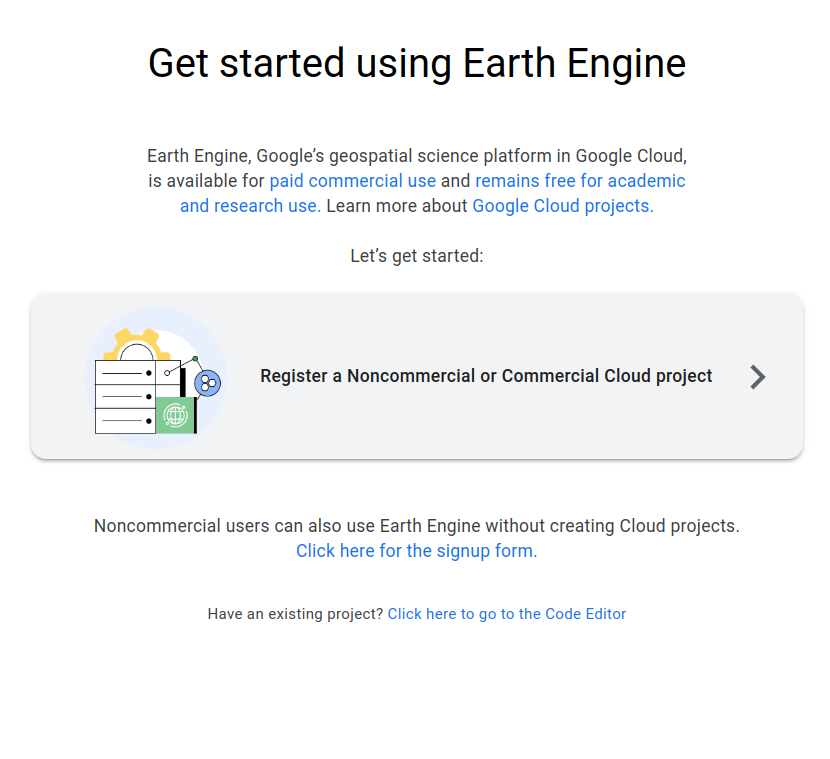 Get started using Earth Engine
Earth Engine, Google’s geospatial science platform in Google Cloud,
is available for paid commercial use and remains free for academic
and research use. Learn more about Google Cloud projects.
Let’s get started:
Register a Noncommercial or Commercial Cloud project
Noncommercial users can also use Earth Engine without creating Cloud projects.
Click here for the signup form.
Have an existing project? Click here to go to the Code Editor